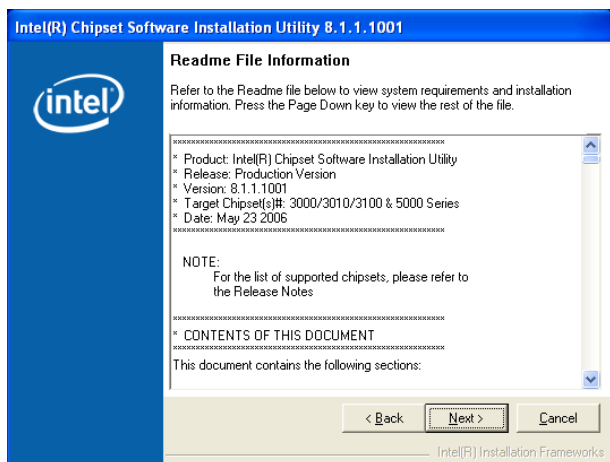 Intel(R) Chipset Software Installation Utility 8.1.1.1001
intel
Readme File Information
Refer to the Readme file below to view system requirements and installation
information. Press the Page Down key to view the rest of the file.
************************************************************
* Product: Intel(R) Chipset Software Installation Utility
* Release: Production Version
* Version: 8.1.1.1001
* Target Chipset(s)#: 3000/3010/3100 & 5000 Series
* Date: May 23 2006
************************************************************
NOTE:
For the list of supported chipsets, please refer to
the Release Notes
************************************************************
* CONTENTS OF THIS DOCUMENT
************************************************************
This document contains the following sections:
< Back
Next >
Cancel
Intel(R) Installation Frameworks